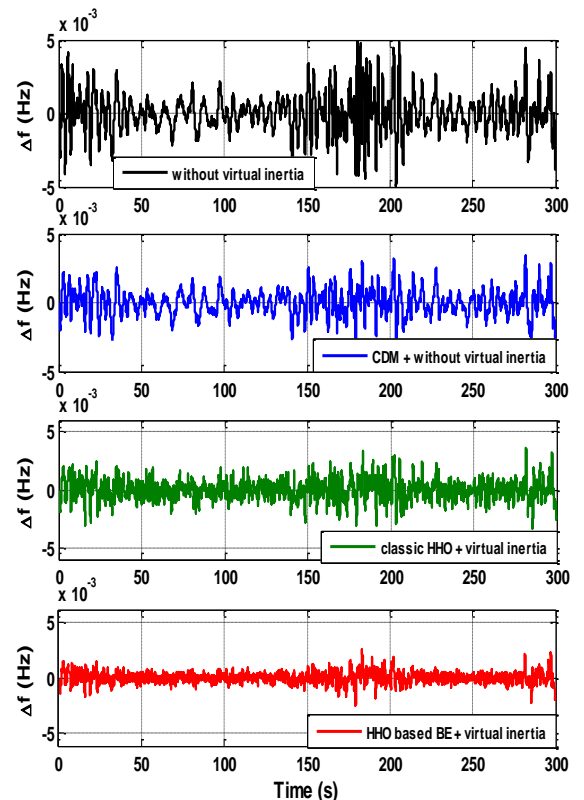 x 10⁻³
5
0
-5
Δf (Hz)
without virtual inertia
0 50 100 150 200 250 300
x 10⁻³
5
0
-5
Δf (Hz)
CDM + without virtual inertia
0 50 100 150 200 250 300
x 10⁻³
5
0
-5
Δf (Hz)
classic HHO + virtual inertia
0 50 100 150 200 250 300
x 10⁻³
5
0
-5
Δf (Hz)
HHO based BE + virtual inertia
0 50 100 150 200 250 300
Time (s)